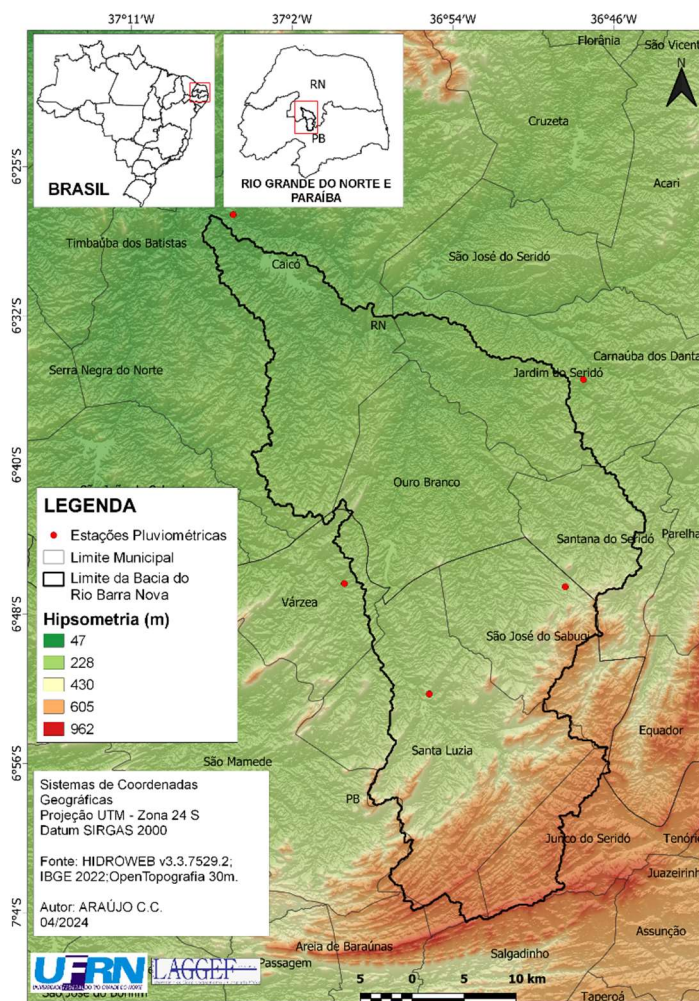 37°11'W 37°2'W 36°54'W 36°46'W
Florânia
São Vicent
N
RN
PB
BRASIL
RIO GRANDE DO NORTE E
PARAÍBA
Cruzeta
Acari
6°25'S
Timbaúba dos Batistas
Caicó
São José do Seridó
6°32'S
RN
Carnaúba dos Danta
Jardim do Seridó
Serra Negra do Norte
6°40'S
Ouro Branco
LEGENDA
Estações Pluviométricas
Limite Municipal
Limite da Bacia do
Rio Barra Nova
Hipsometria (m)
47
228
430
605
962
Santana do Seridó
Parelha
Várzea
6°48'S
São José do Sabugi
Equador
Santa Luzia
6°56'S
São Mamede
PB
Sistemas de Coordenadas
Geográficas
Projeção UTM - Zona 24 S
Datum SIRGAS 2000
Fonte: HIDROWEB v3.3.7529.2;
IBGE 2022;OpenTopografia 30m.
Autor: ARAÚJO C.C.
04/2024
Junco do Seridó
Tenório
Juazeirinh
7°4'S
Assunção
Areia de Baraúnas
Salgadinho
Passagem
UFRN
LAGGEF
5 0 5 10 km
São José do Bonfim
Taperoá